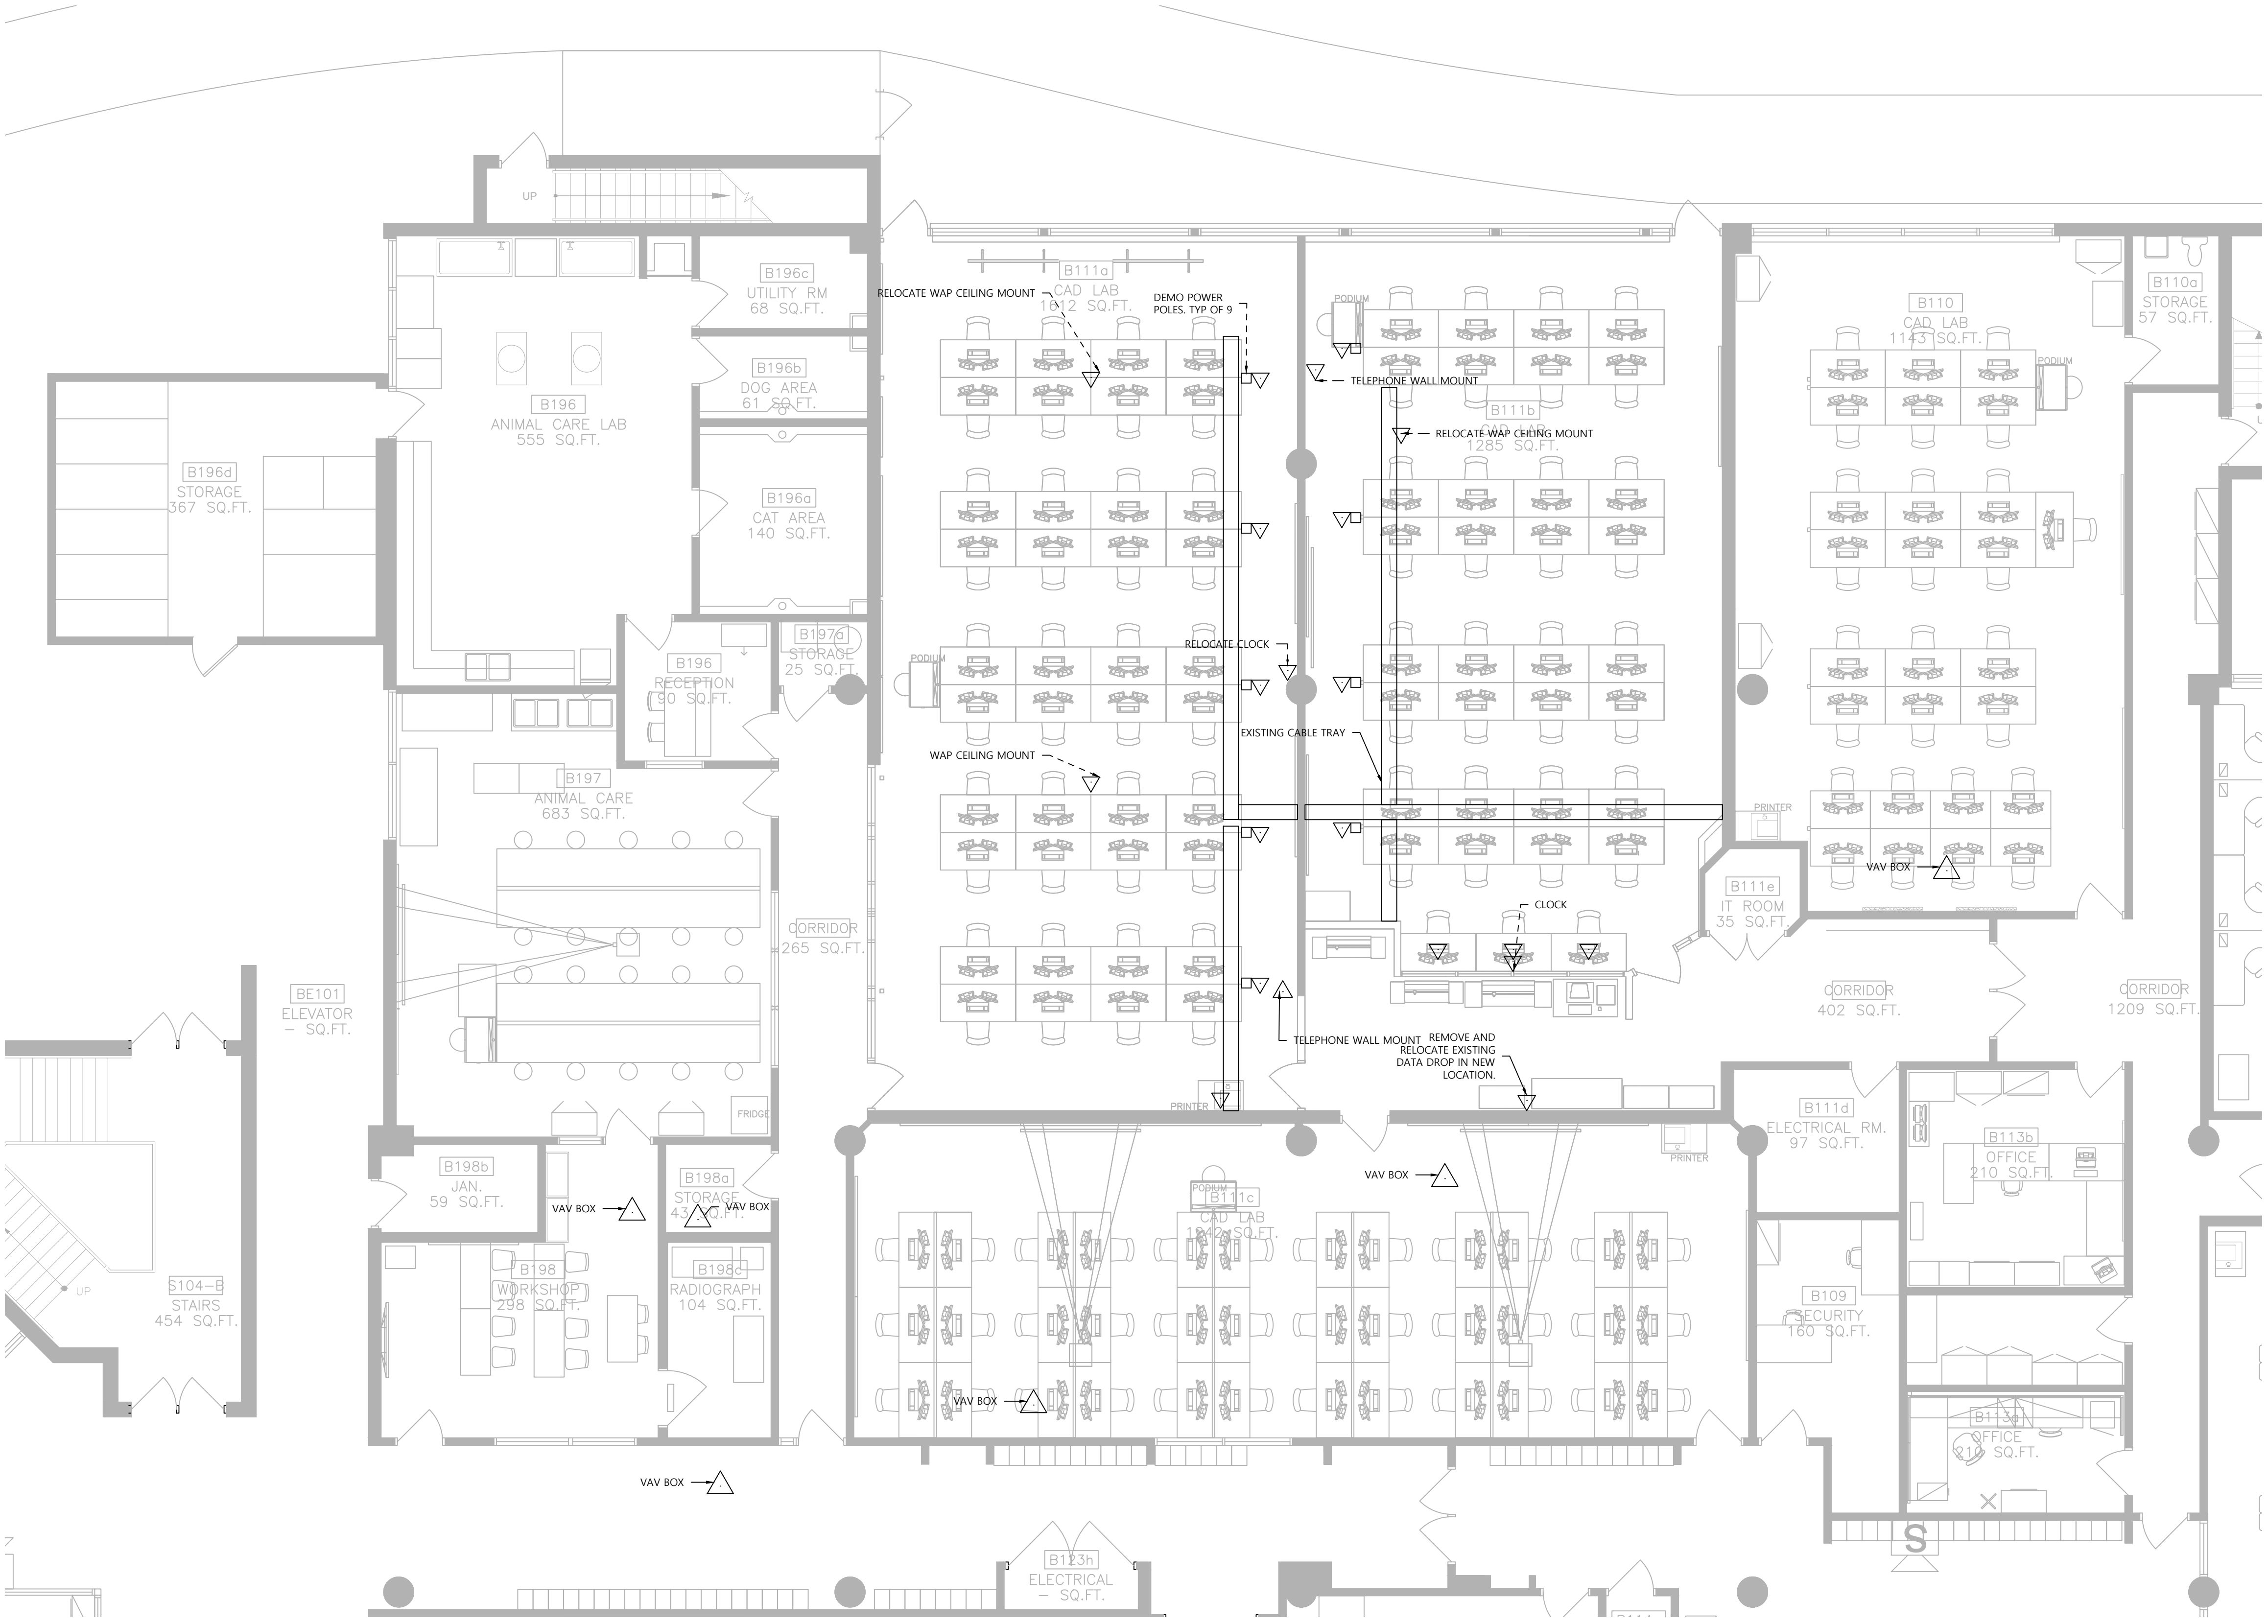 UP
B196c
UTILITY RM
68 SQ.FT.
B111a
CAD LAB
1612 SQ.FT.
RELOCATE WAP CEILING MOUNT
DEMO POWER
POLES. TYP OF 9
PODIUM
B110
CAD LAB
1143 SQ.FT.
B110a
STORAGE
57 SQ.FT.
PODIUM
B196b
DOG AREA
61 SQ.FT.
TELEPHONE WALL MOUNT
B196
ANIMAL CARE LAB
555 SQ.FT.
B111b
CAD LAB
1285 SQ.FT.
RELOCATE WAP CEILING MOUNT
B196d
STORAGE
367 SQ.FT.
B196a
CAT AREA
140 SQ.FT.
B197a
STORAGE
25 SQ.FT.
B196
RECEPTION
90 SQ.FT.
PODIUM
RELOCATE CLOCK
EXISTING CABLE TRAY
WAP CEILING MOUNT
B197
ANIMAL CARE
683 SQ.FT.
PRINTER
VAV BOX
B111e
IT ROOM
35 SQ.FT.
CLOCK
CORRIDOR
265 SQ.FT.
BE101
ELEVATOR
- SQ.FT.
CORRIDOR
402 SQ.FT.
CORRIDOR
1209 SQ.FT.
TELEPHONE WALL MOUNT
REMOVE AND
RELOCATE EXISTING
DATA DROP IN NEW
LOCATION.
PRINTER
FRIDGE
B111d
ELECTRICAL RM.
97 SQ.FT.
B113b
OFFICE
210 SQ.FT.
PRINTER
B198b
JAN.
59 SQ.FT.
B198a
STORAGE
43 SQ.FT.
VAV BOX
VAV BOX
VAV BOX
PODIUM
B111c
CAD LAB
1242 SQ.FT.
UP
S104-B
STAIRS
454 SQ.FT.
B198
WORKSHOP
298 SQ.FT.
B198c
RADIOGRAPH
104 SQ.FT.
B109
SECURITY
160 SQ.FT.
VAV BOX
B113a
OFFICE
210 SQ.FT.
VAV BOX
S
B123h
ELECTRICAL
- SQ.FT.